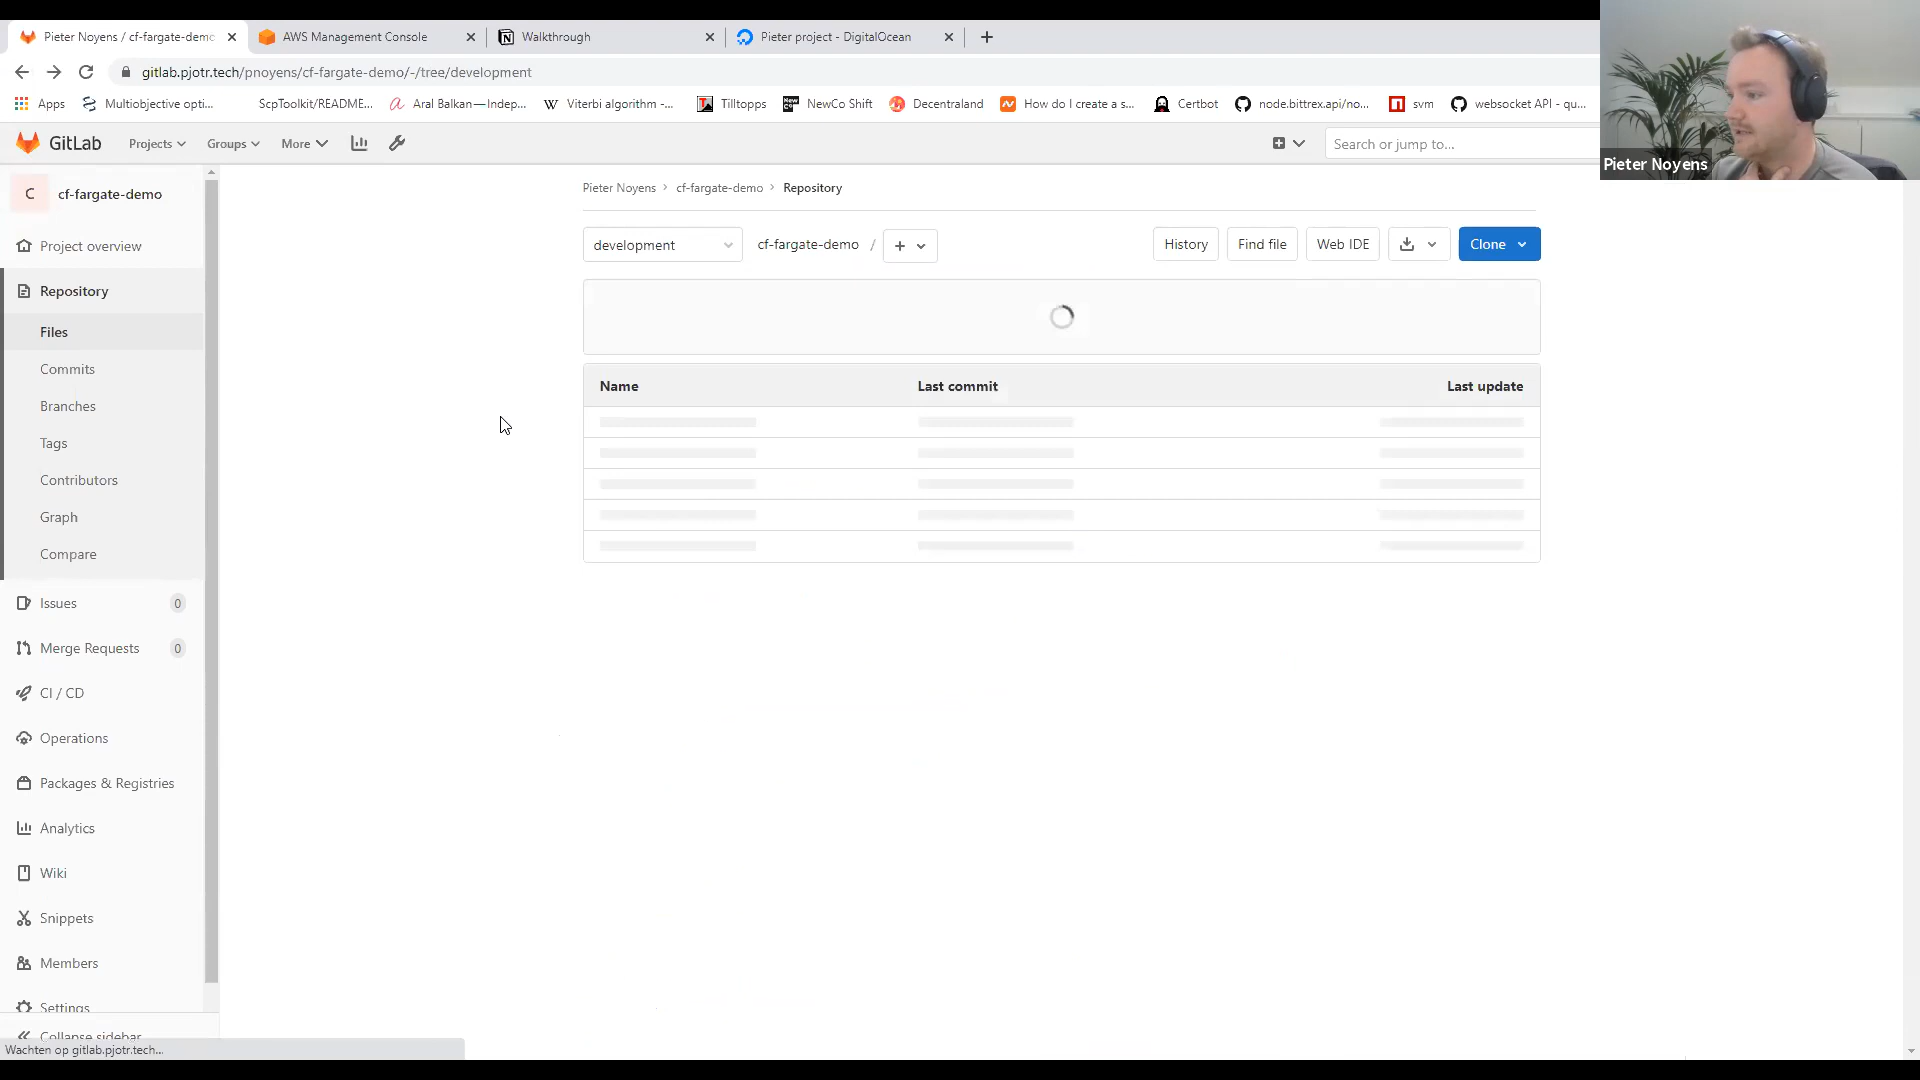 Pieter Noyens / cf-fargate-demo
AWS Management Console
Walkthrough
Pieter project - DigitalOcean
gitlab.pjotr.tech/pnoyens/cf-fargate-demo/-/tree/development
Apps
Multiobjective opti...
ScpToolkit/README...
Aral Balkan — Indep...
Viterbi algorithm -...
Tilltopps
NewCo Shift
Decentraland
How do I create a s...
Certbot
node.bittrex.api/no...
svm
websocket API - qu...
GitLab
Projects
Groups
More
Search or jump to...
Pieter Noyens
cf-fargate-demo
Project overview
Repository
Files
Commits
Branches
Tags
Contributors
Graph
Compare
Issues 0
Merge Requests 0
CI / CD
Operations
Packages & Registries
Analytics
Wiki
Snippets
Members
Settings
Collapse sidebar
Wachten op gitlab.pjotr.tech...
Pieter Noyens > cf-fargate-demo > Repository
development
cf-fargate-demo /
History
Find file
Web IDE
Clone
Name Last commit Last update